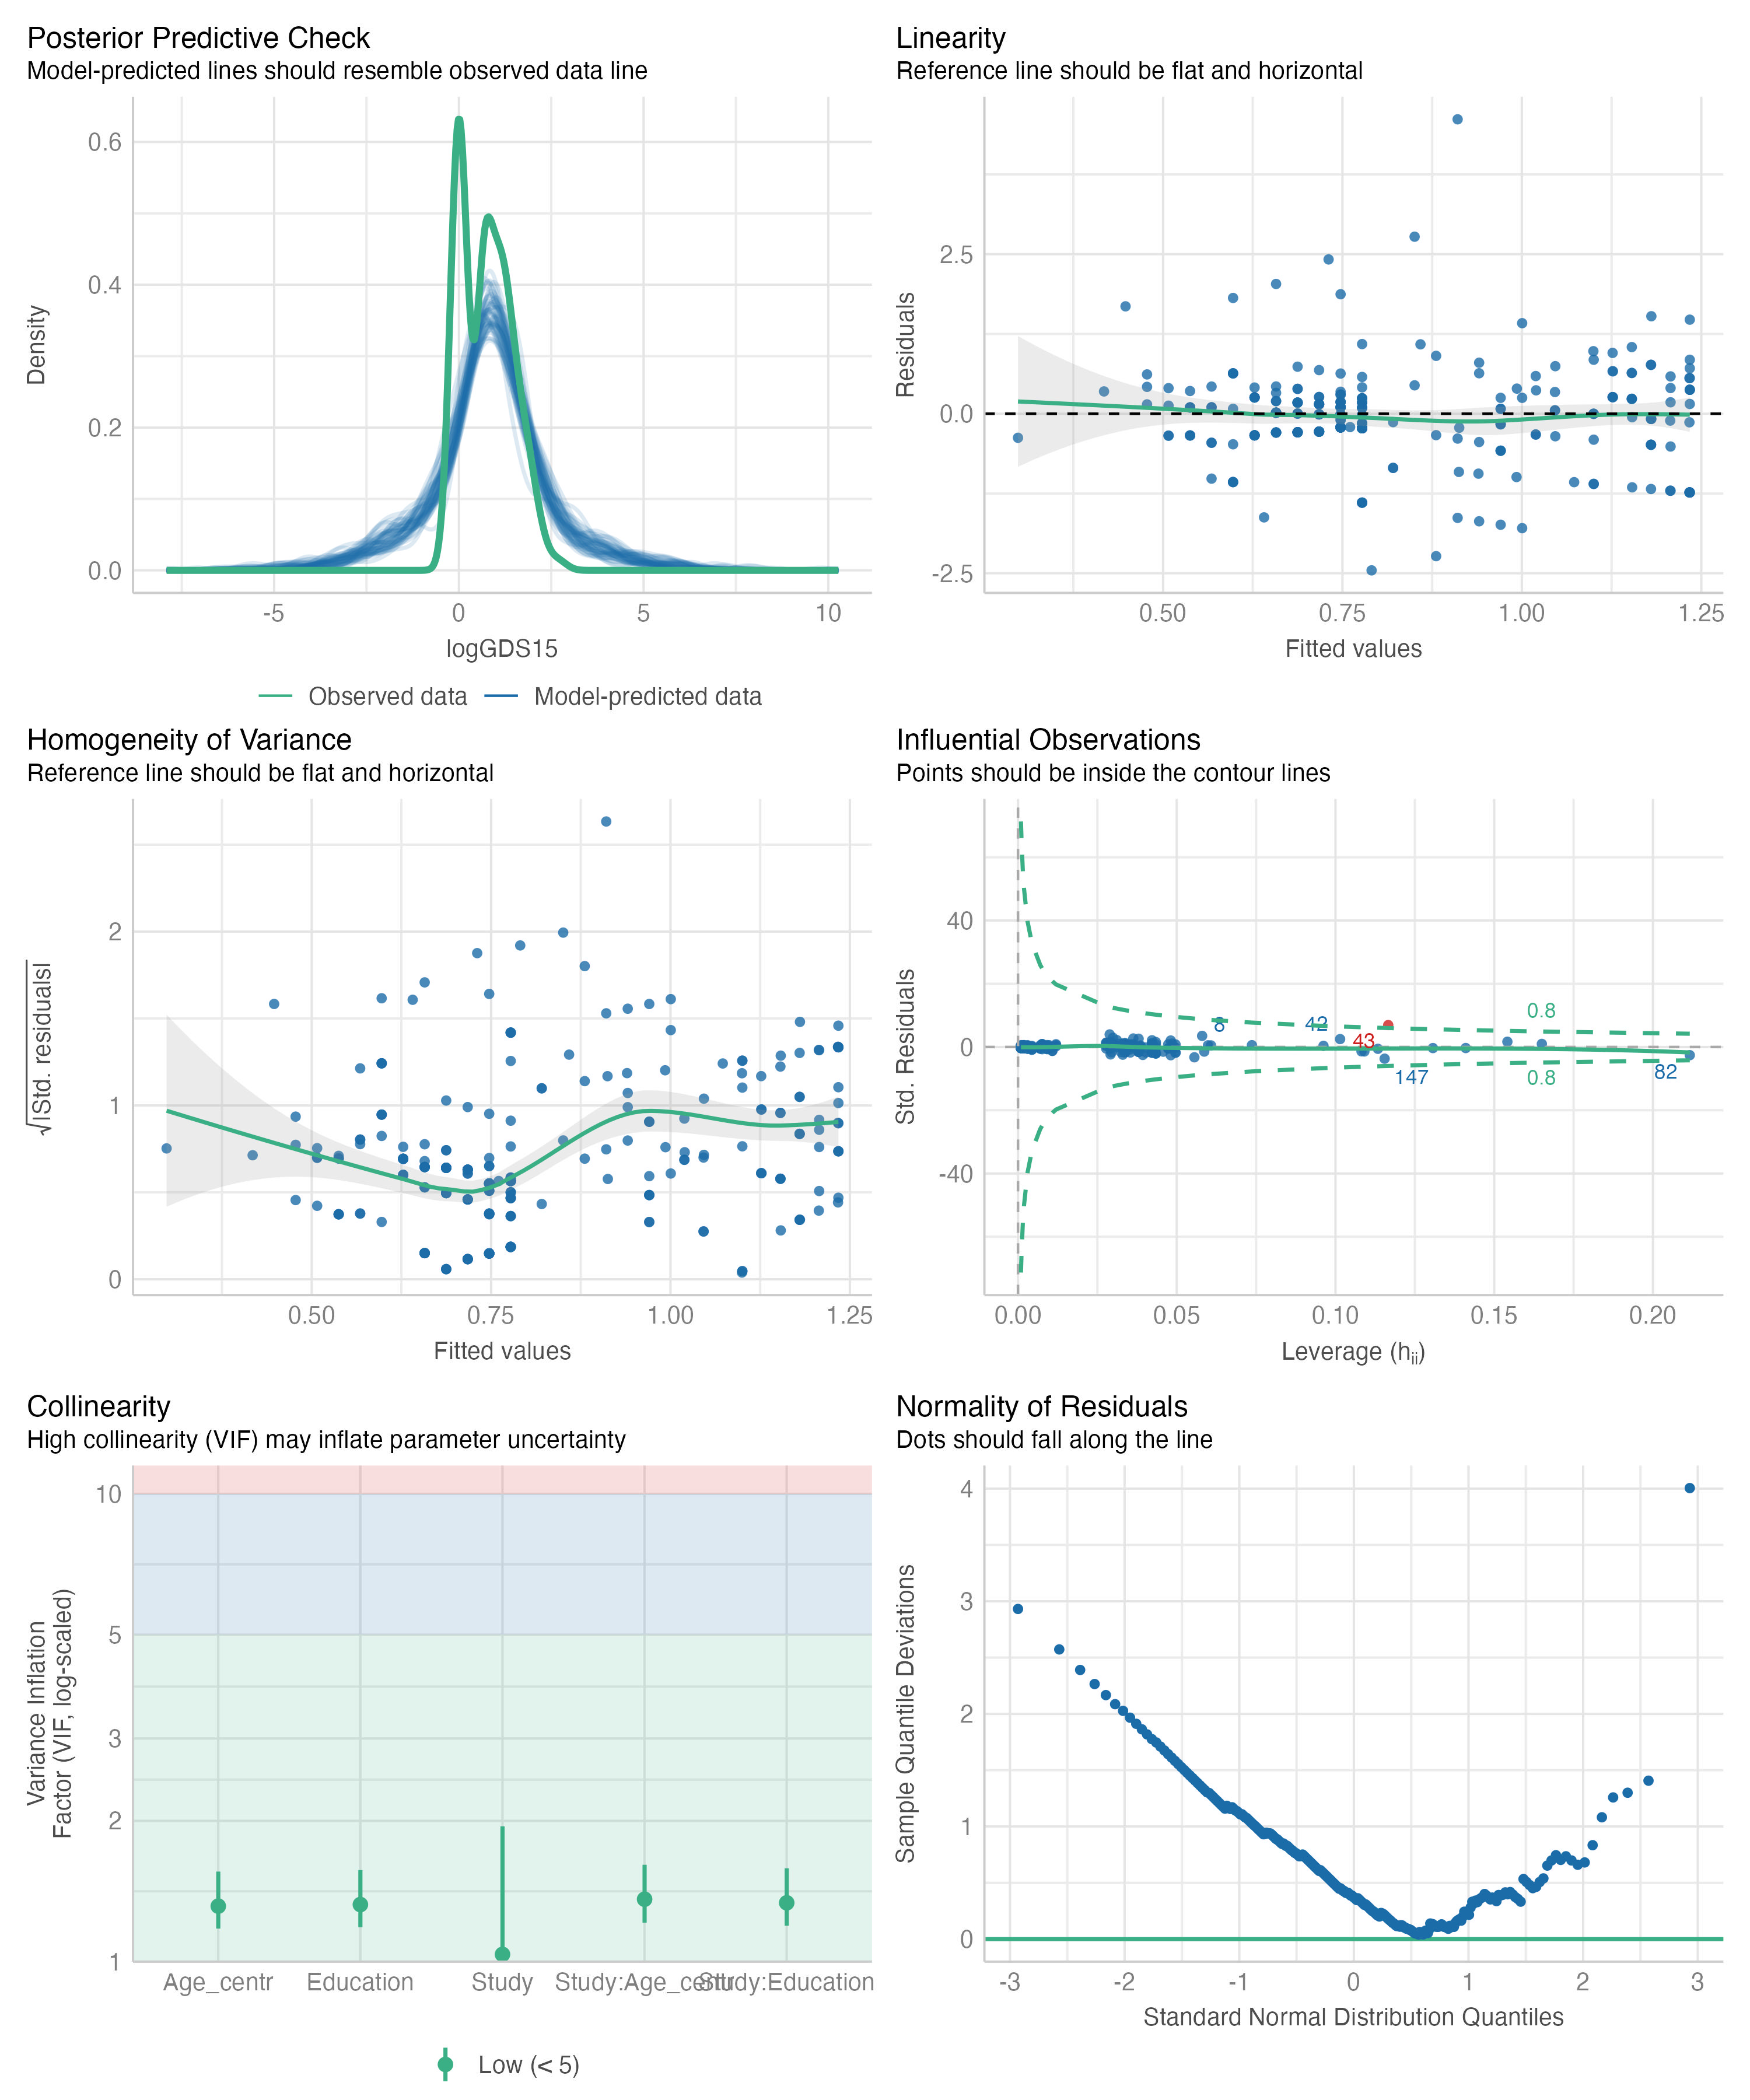 Posterior Predictive Check
Model-predicted lines should resemble observed data line
Density
0.6
0.4
0.2
0.0
-5
0
5
10
logGDS15
Observed data
Model-predicted data
Linearity
Reference line should be flat and horizontal
Residuals
2.5
0.0
-2.5
0.50
0.75
1.00
1.25
Fitted values
Homogeneity of Variance
Reference line should be flat and horizontal
√|Std. residuals|
2
1
0
0.50
0.75
1.00
1.25
Fitted values
Influential Observations
Points should be inside the contour lines
Std. Residuals
40
0
-40
8
42
43
147
82
0.8
0.8
0.00
0.05
0.10
0.15
0.20
Leverage (hii)
Collinearity
High collinearity (VIF) may inflate parameter uncertainty
Variance Inflation
Factor (VIF, log-scaled)
10
5
3
2
1
Age_centr
Education
Study
Study:Age_centr
Study:Education
Low (< 5)
Normality of Residuals
Dots should fall along the line
Sample Quantile Deviations
4
3
2
1
0
-3
-2
-1
0
1
2
3
Standard Normal Distribution Quantiles